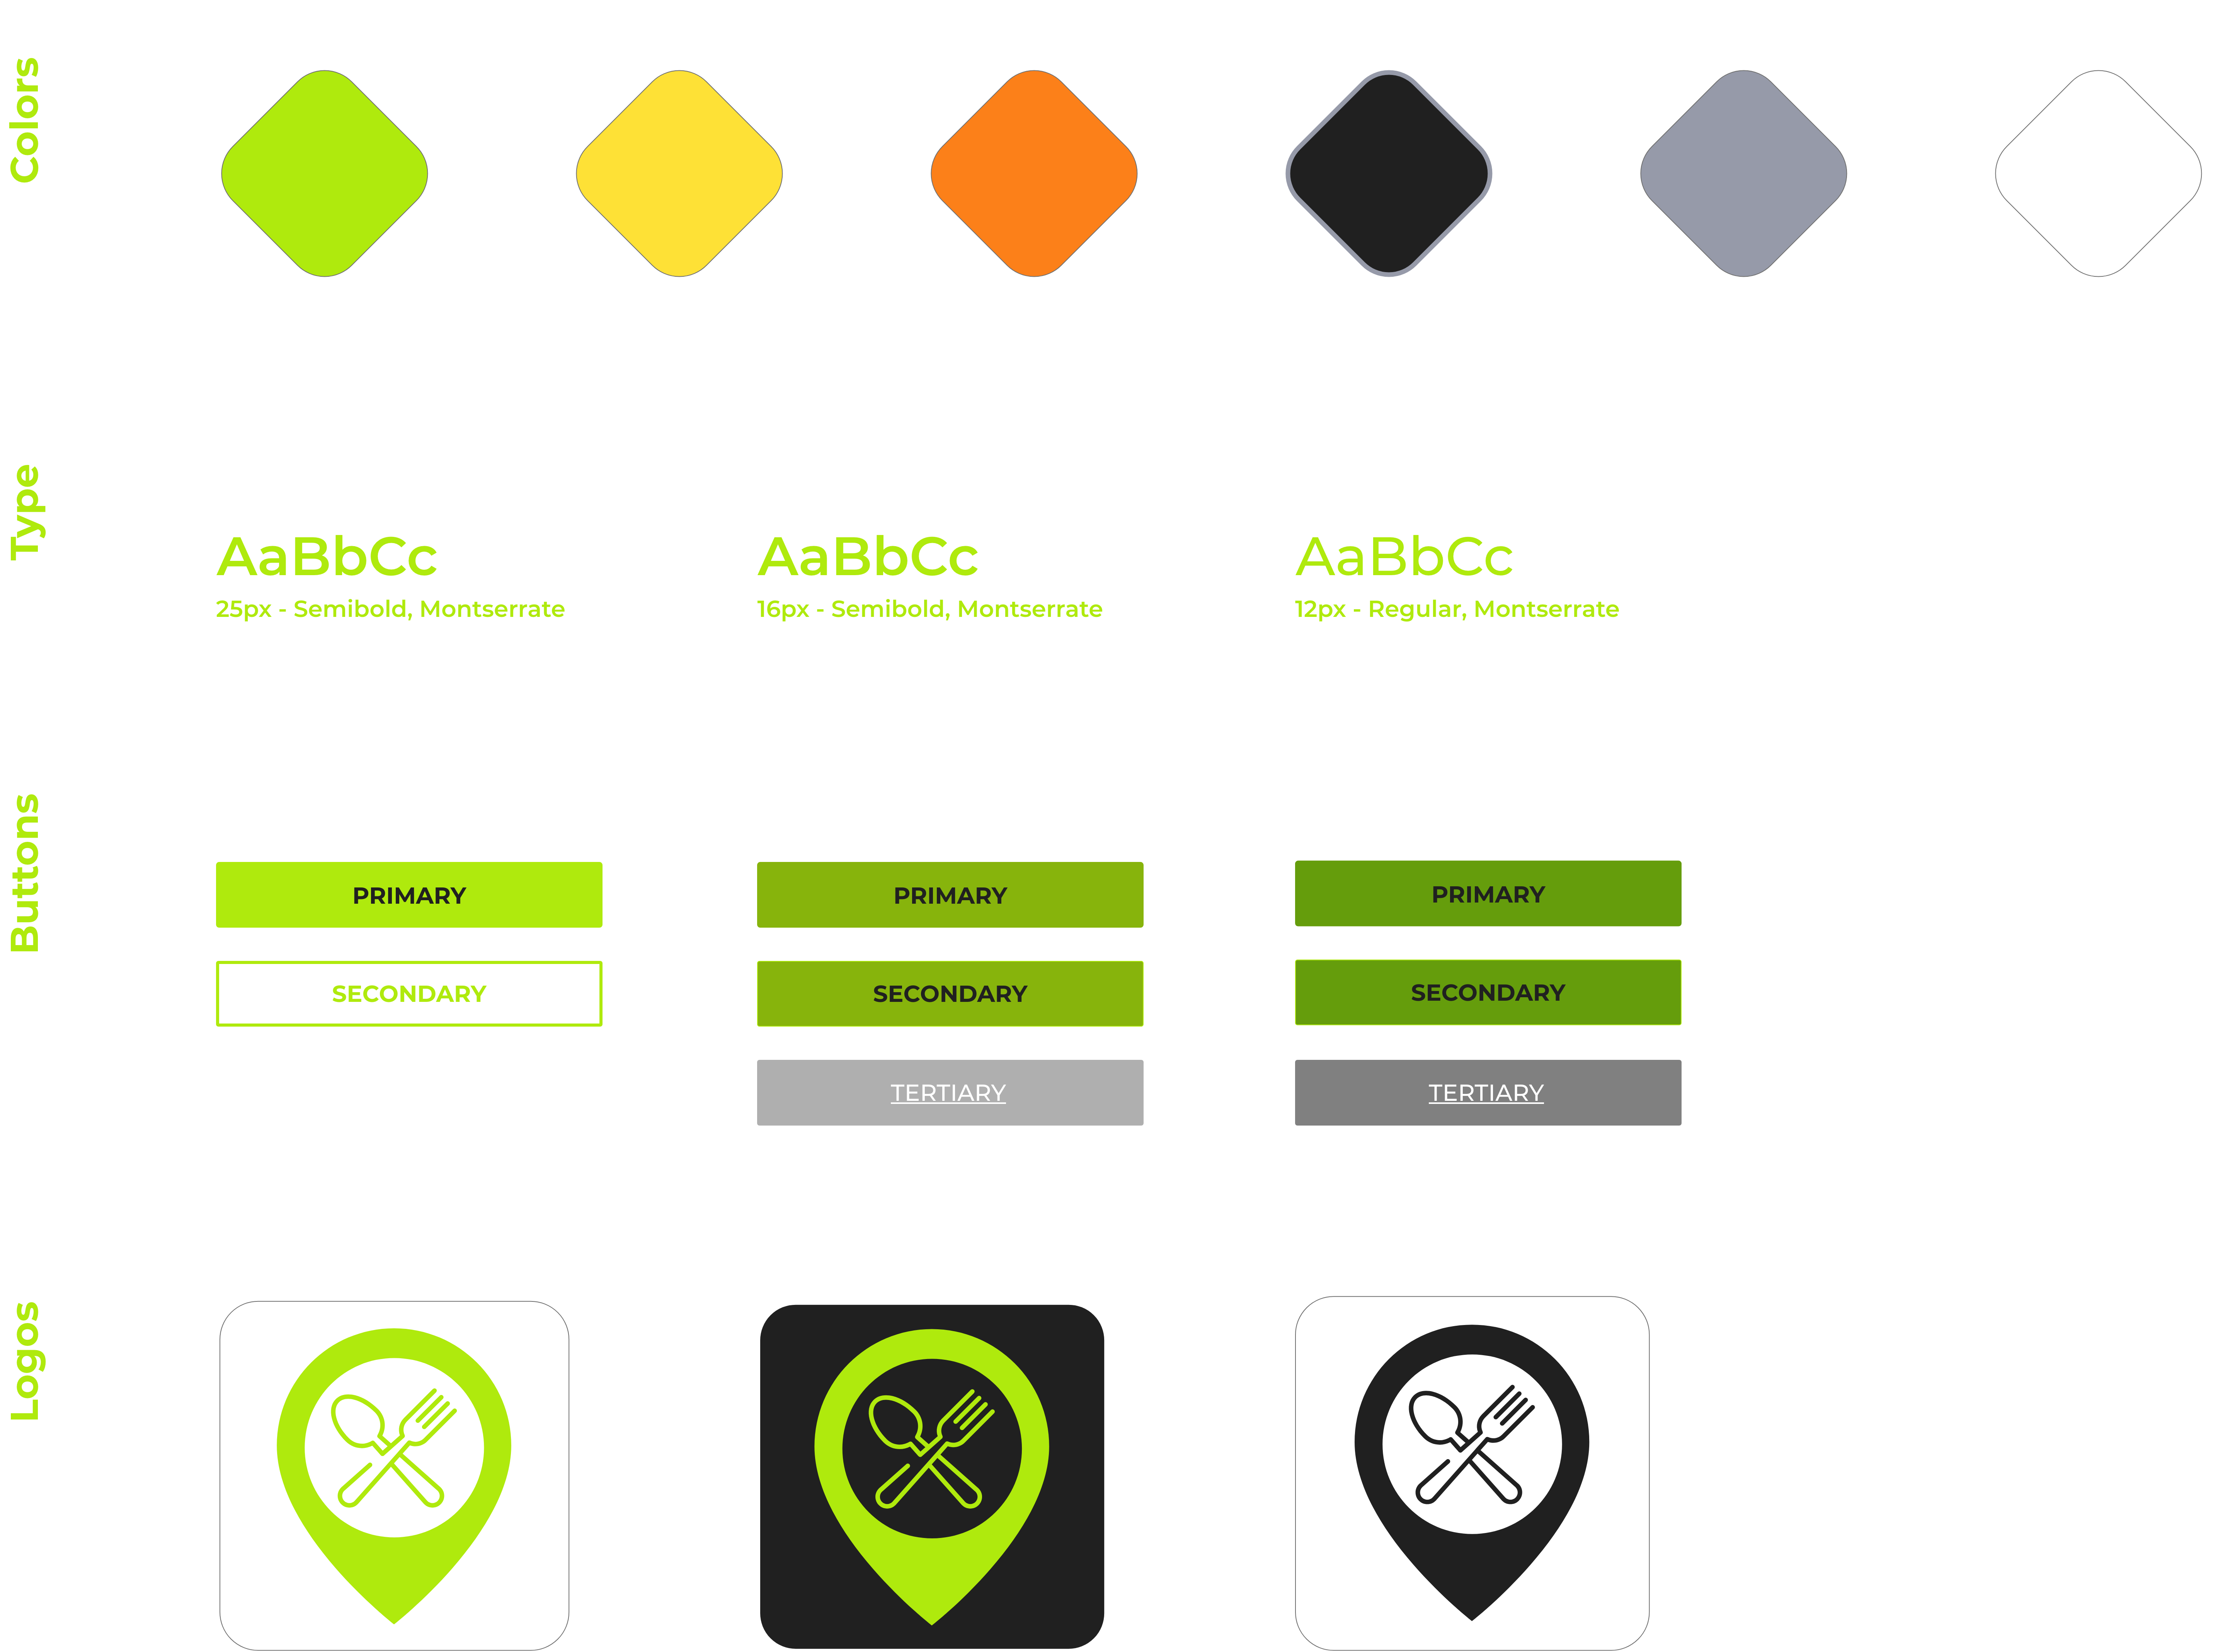 Colors
Type
AaBbCc
25px - Semibold, Montserrate
AaBbCc
16px - Semibold, Montserrate
AaBbCc
12px - Regular, Montserrate
Buttons
PRIMARY
PRIMARY
PRIMARY
SECONDARY
SECONDARY
SECONDARY
TERTIARY
TERTIARY
Logos